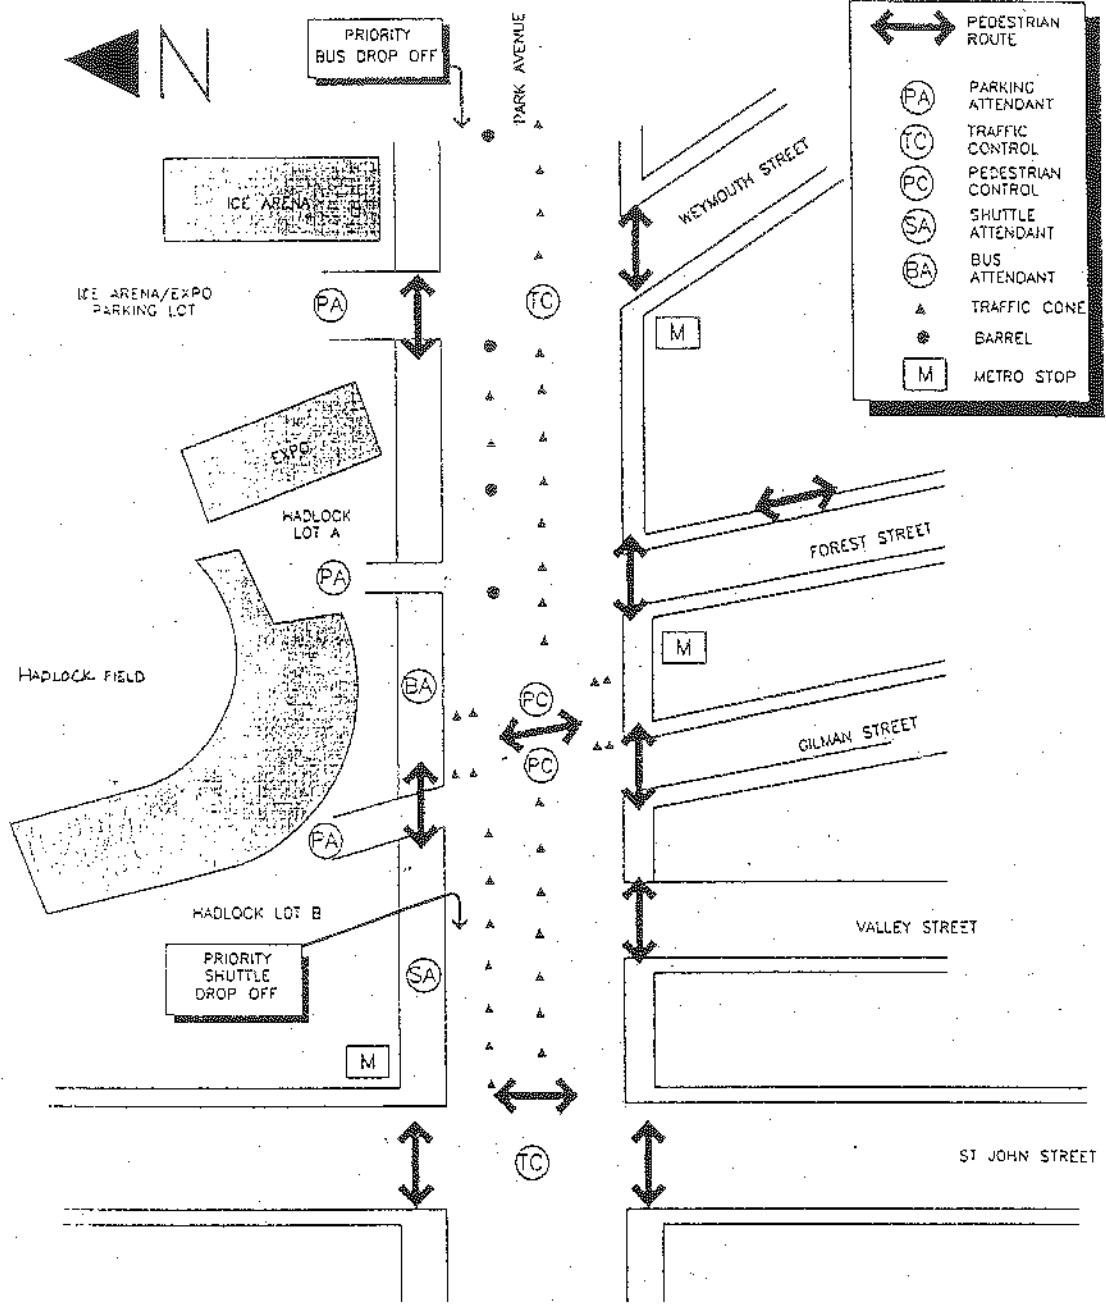 N
PRIORITY
BUS DROP OFF
PARK AVENUE
PEDESTRIAN
ROUTE
PA
PARKING
ATTENDANT
TC
TRAFFIC
CONTROL
PC
PEDESTRIAN
CONTROL
SA
SHUTTLE
ATTENDANT
BA
BUS
ATTENDANT
TRAFFIC CONE
BARREL
M
METRO STOP
WEYMOUTH STREET
ICE ARENA
ICE ARENA/EXPO
PARKING LOT
PA
TC
M
EXPO
HADLOCK
LOT A
FOREST STREET
PA
HADLOCK FIELD
M
BA
PC
GILMAN STREET
PC
PA
HADLOCK LOT B
VALLEY STREET
PRIORITY
SHUTTLE
DROP OFF
SA
M
TC
ST JOHN STREET